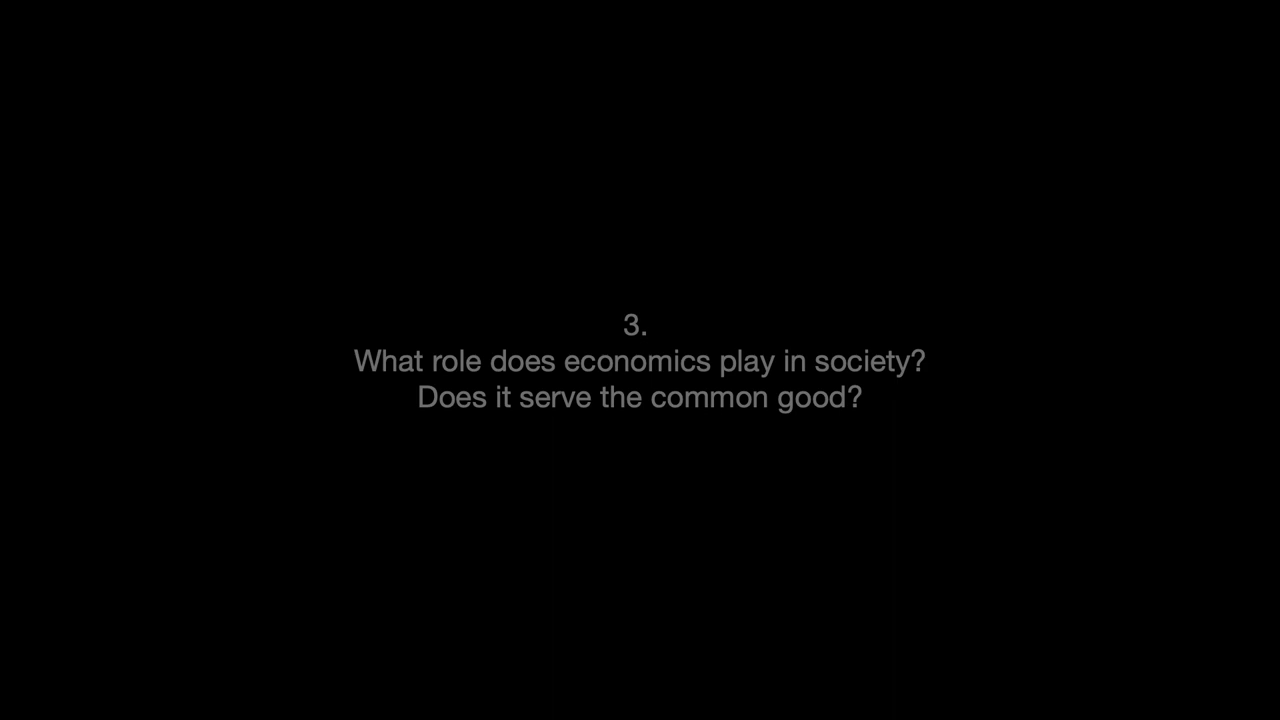 3.
What role does economics play in society?
Does it serve the common good?